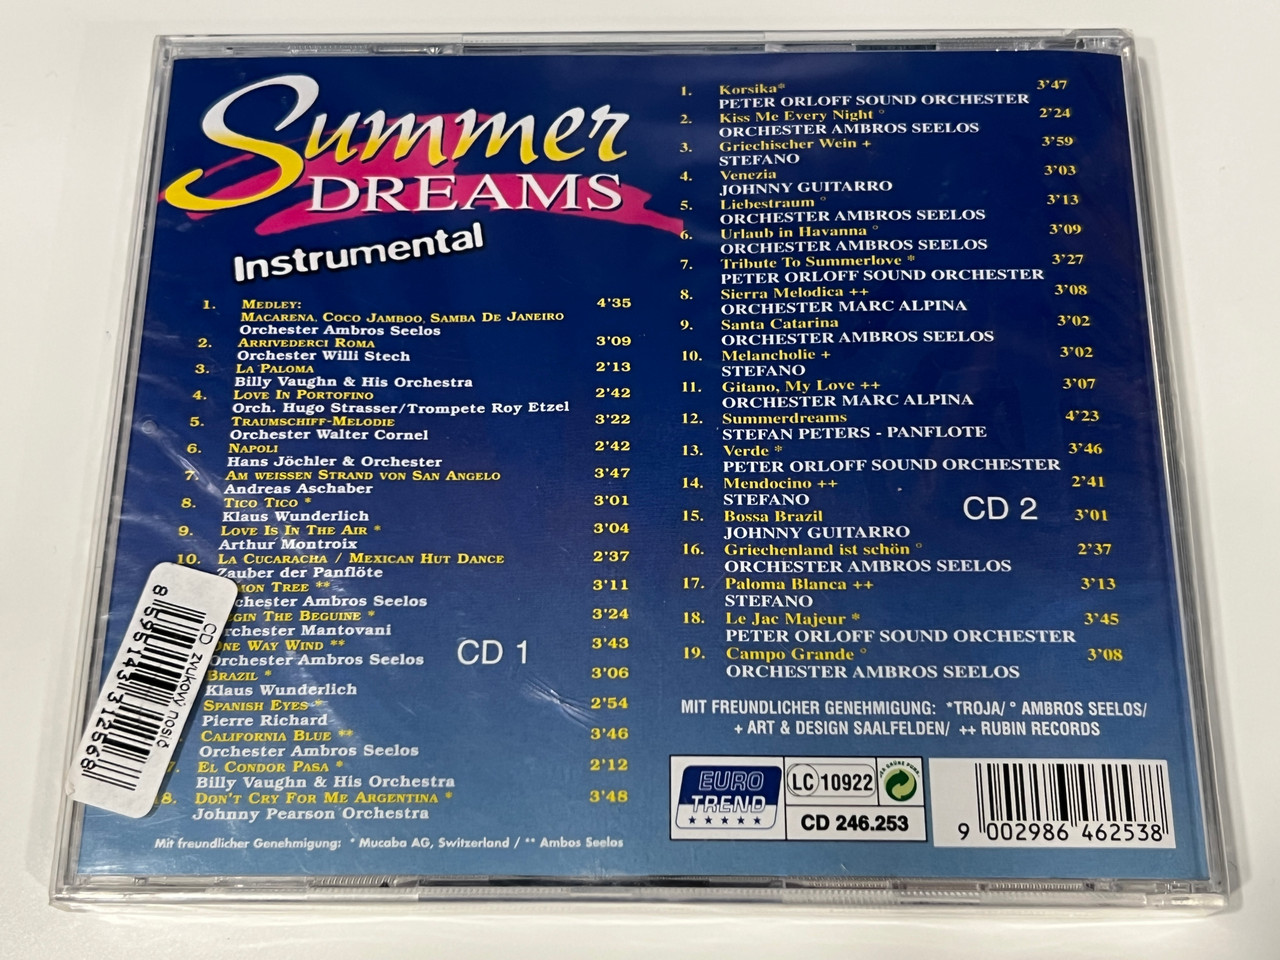 Summer
DREAMS
Instrumental
1. MEDLEY: 4'35
MACARENA, COCO JAMBOO, SAMBA DE JANEIRO
Orchester Ambros Seelos
2. ARRIVEDERCI ROMA 3'09
Orchester Willi Stech
3. LA PALOMA 2'13
Billy Vaughn & His Orchestra
4. LOVE IN PORTOFINO 2'42
Orch. Hugo Strasser/Trompete Roy Etzel
5. TRAUMSCHIFF-MELODIE 3'22
Orchester Walter Cornel
6. NAPOLI 2'42
Hans Jöchler & Orchester
7. AM WEISSEN STRAND VON SAN ANGELO 3'47
Andreas Aschaber
8. TICO TICO * 3'01
Klaus Wunderlich
9. LOVE IS IN THE AIR * 3'04
Arthur Montroix
10. LA CUCARACHA / MEXICAN HUT DANCE 2'37
Zauber der Panflöte
MON TREE ** 3'11
rchester Ambros Seelos
GIN THE BEGUINE * 3'24
rchester Mantovani
ONE WAY WIND ** 3'43
Orchester Ambros Seelos
BRAZIL * 3'06
Klaus Wunderlich
SPANISH EYES * 2'54
Pierre Richard
CALIFORNIA BLUE ** 3'46
Orchester Ambros Seelos
7. EL CONDOR PASA * 2'12
Billy Vaughn & His Orchestra
18. DON'T CRY FOR ME ARGENTINA * 3'48
Johnny Pearson Orchestra
Mit freundlicher Genehmigung: * Mucaba AG, Switzerland / ** Ambos Seelos
CD 1
CD zvukový nosič
8 595143 312568
1. Korsika* 3'47
PETER ORLOFF SOUND ORCHESTER
2. Kiss Me Every Night ° 2'24
ORCHESTER AMBROS SEELOS
3. Griechischer Wein + 3'59
STEFANO
4. Venezia 3'03
JOHNNY GUITARRO
5. Liebestraum ° 3'13
ORCHESTER AMBROS SEELOS
6. Urlaub in Havanna ° 3'09
ORCHESTER AMBROS SEELOS
7. Tribute To Summerlove * 3'27
PETER ORLOFF SOUND ORCHESTER
8. Sierra Melodica ++ 3'08
ORCHESTER MARC ALPINA
9. Santa Catarina 3'02
ORCHESTER AMBROS SEELOS
10. Melancholie + 3'02
STEFANO
11. Gitano, My Love ++ 3'07
ORCHESTER MARC ALPINA
12. Summerdreams 4'23
STEFAN PETERS - PANFLOTE
13. Verde * 3'46
PETER ORLOFF SOUND ORCHESTER
14. Mendocino ++ 2'41
STEFANO
15. Bossa Brazil 3'01
JOHNNY GUITARRO
16. Griechenland ist schön ° 2'37
ORCHESTER AMBROS SEELOS
17. Paloma Blanca ++ 3'13
STEFANO
18. Le Jac Majeur * 3'45
PETER ORLOFF SOUND ORCHESTER
19. Campo Grande ° 3'08
ORCHESTER AMBROS SEELOS
CD 2
MIT FREUNDLICHER GENEHMIGUNG: *TROJA/ ° AMBROS SEELOS/
+ ART & DESIGN SAALFELDEN/ ++ RUBIN RECORDS
EURO
TREND
LC 10922
CD 246.253
9 002986 462538